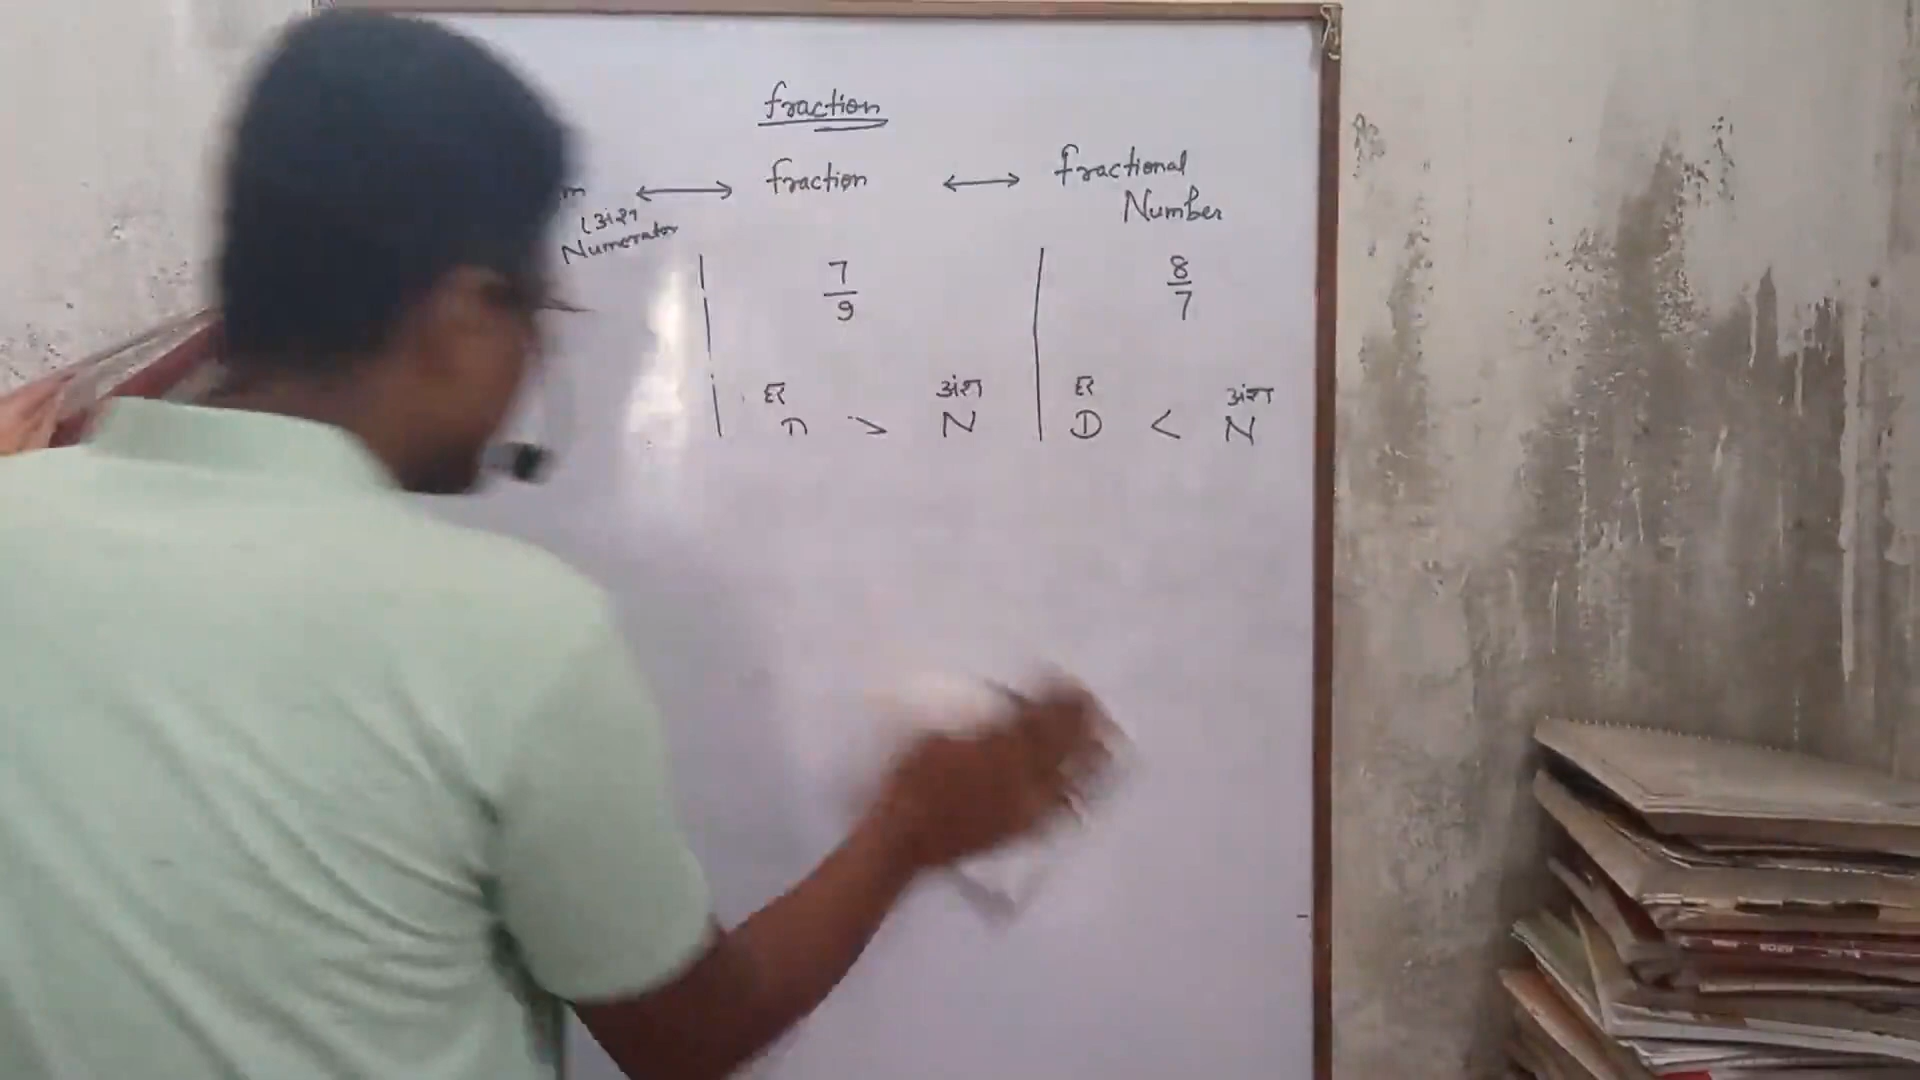 fraction
fraction ⟷ fractional
Number
(अंश
Numerator
7/9
8/7
हर अंश हर अंश
D > N D < N